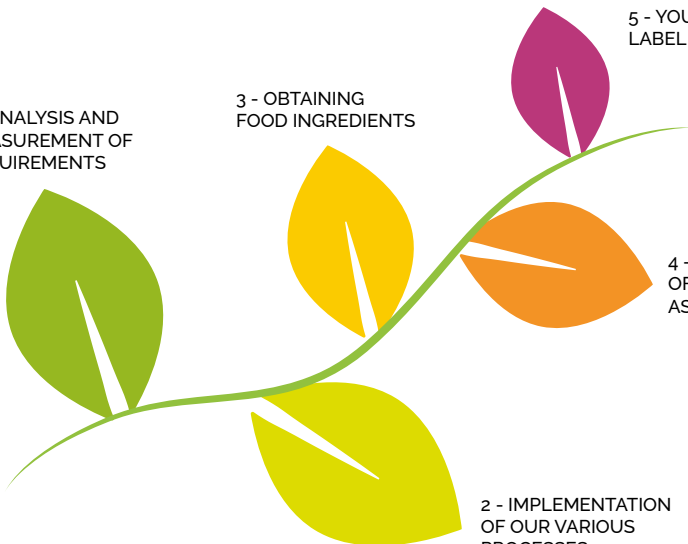 NALYSIS AND
ASUREMENT OF
UIREMENTS
3 - OBTAINING
FOOD INGREDIENTS
5 - YOU
LABEL
4 -
OF
AS
2 - IMPLEMENTATION
OF OUR VARIOUS
PROCESSES